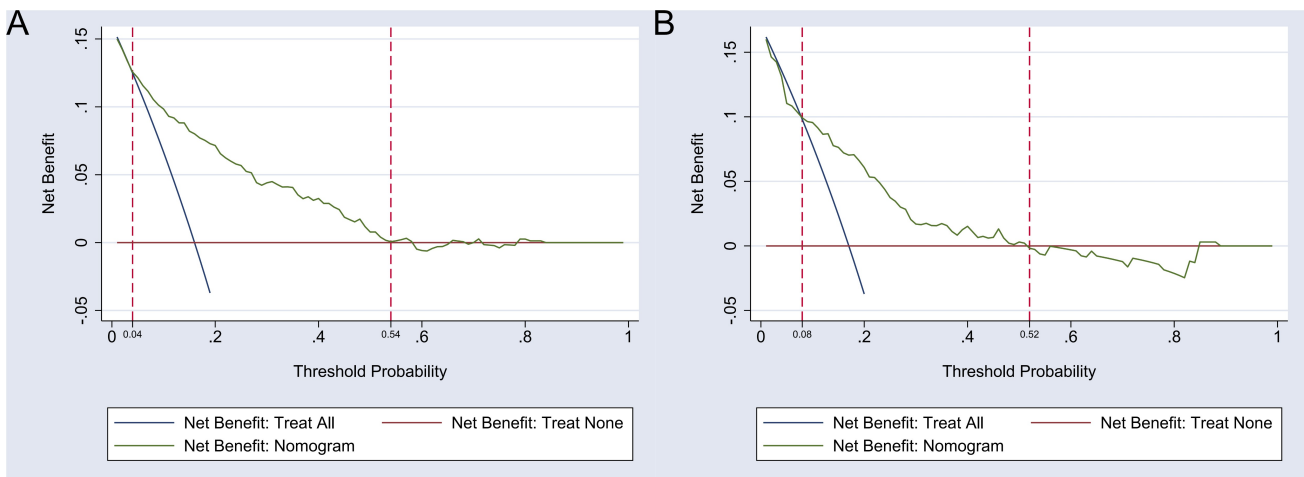 A
Net Benefit
.15
.1
.05
0
-.05
0 0.04 .2 .4 0.54 .6 .8 1
Threshold Probability
Net Benefit: Treat All Net Benefit: Treat None
Net Benefit: Nomogram
B
Net Benefit
.15
.1
.05
0
-.05
0 0.08 .2 .4 0.52 .6 .8 1
Threshold Probability
Net Benefit: Treat All Net Benefit: Treat None
Net Benefit: Nomogram